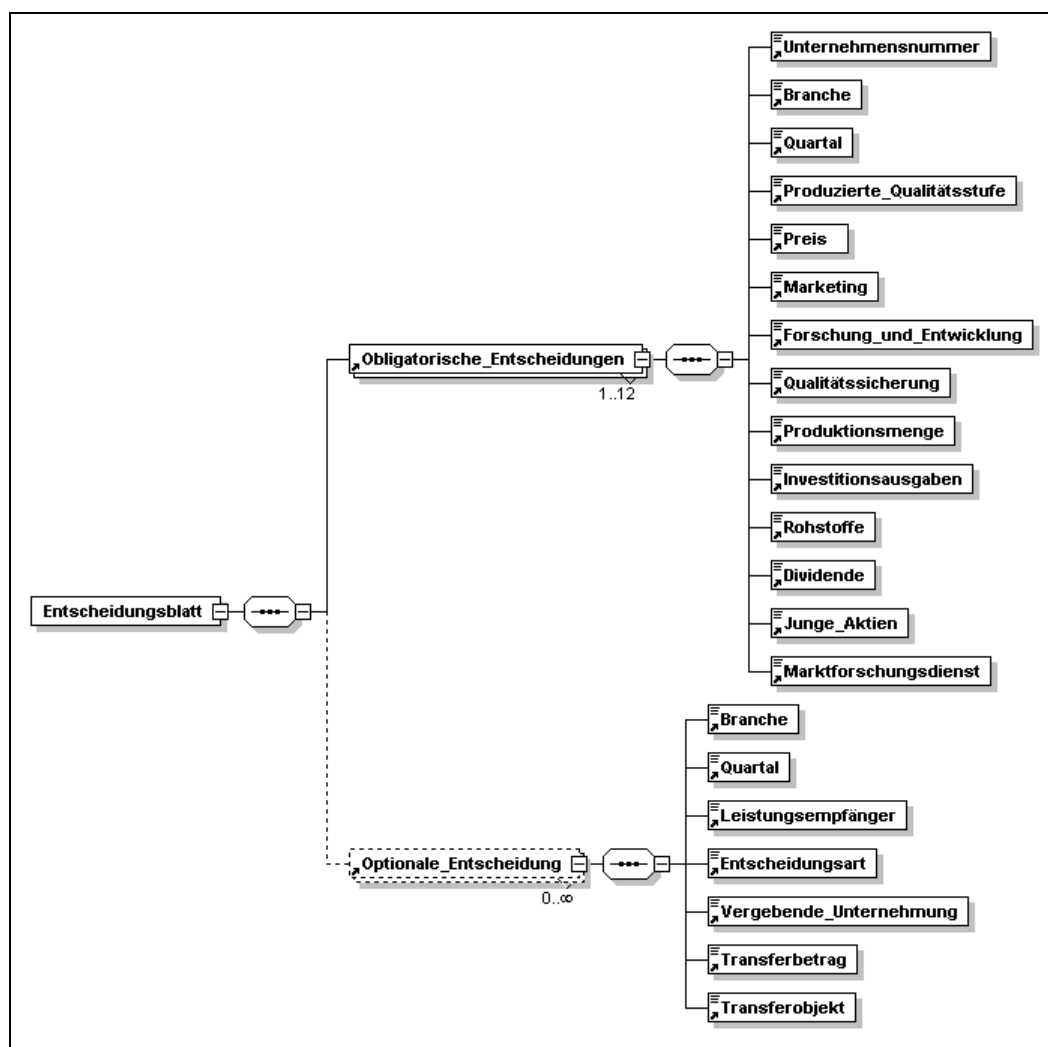 Unternehmensnummer
Branche
Quartal
Produzierte_Qualitätsstufe
Preis
Marketing
Forschung_und_Entwicklung
Obligatorische_Entscheidungen
1..12
Qualitätssicherung
Produktionsmenge
Investitionsausgaben
Rohstoffe
Dividende
Entscheidungsblatt
Junge_Aktien
Marktforschungsdienst
Branche
Quartal
Leistungsempfänger
Optionale_Entscheidung
0..∞
Entscheidungsart
Vergebende_Unternehmung
Transferbetrag
Transferobjekt